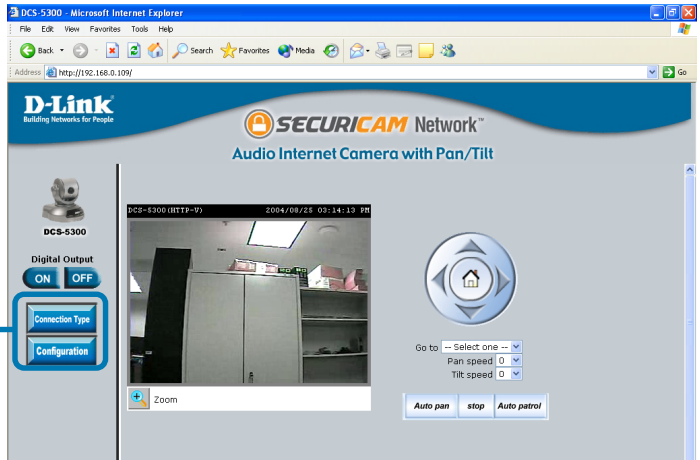 DCS-5300 - Microsoft Internet Explorer
File Edit View Favorites Tools Help
Back Search Favorites Media
Address http://192.168.0.109/ Go
D-Link®
Building Networks for People
SECURICAM Network™
Audio Internet Camera with Pan/Tilt
DCS-5300
Digital Output
ON OFF
Connection Type
Configuration
DCS-5300(HTTP-V) 2004/08/25 03:14:13 PM
Zoom
Go to -- Select one --
Pan speed 0
Tilt speed 0
Auto pan stop Auto patrol